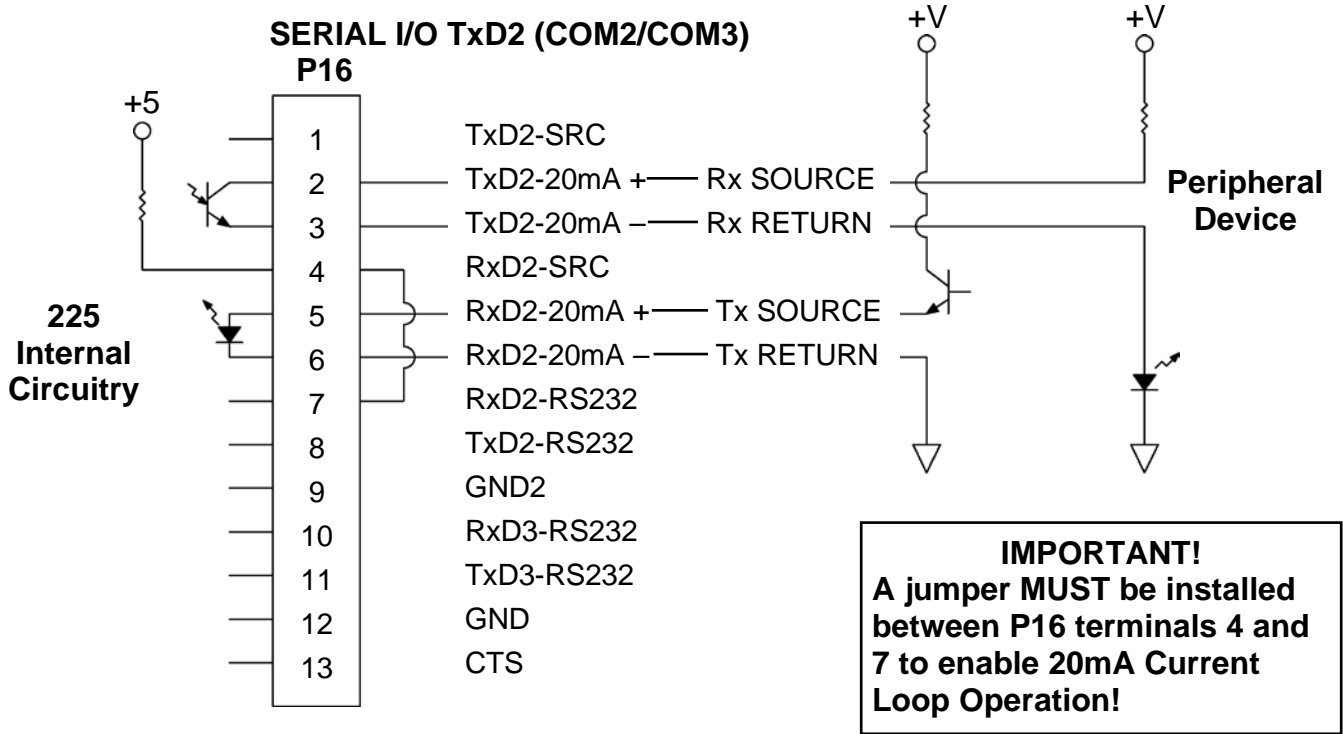 SERIAL I/O TxD2 (COM2/COM3)
P16
+V
+V
+5
1 TxD2-SRC
2 TxD2-20mA + Rx SOURCE
3 TxD2-20mA – Rx RETURN
4 RxD2-SRC
5 RxD2-20mA + Tx SOURCE
6 RxD2-20mA – Tx RETURN
7 RxD2-RS232
8 TxD2-RS232
9 GND2
10 RxD3-RS232
11 TxD3-RS232
12 GND
13 CTS
225
Internal
Circuitry
Peripheral
Device
IMPORTANT!
A jumper MUST be installed
between P16 terminals 4 and
7 to enable 20mA Current
Loop Operation!